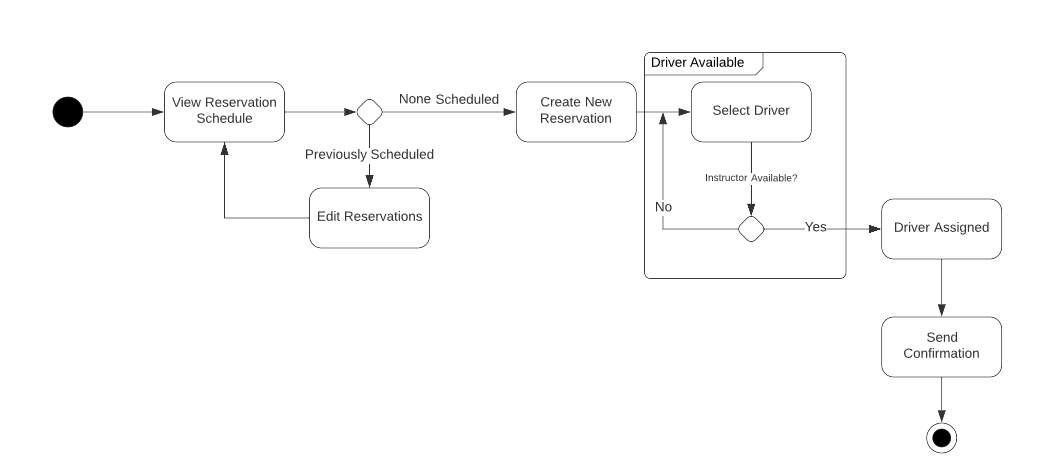 View Reservation
Schedule
None Scheduled
Previously Scheduled
Edit Reservations
Create New
Reservation
Driver Available
Select Driver
Instructor Available?
No
Yes
Driver Assigned
Send
Confirmation